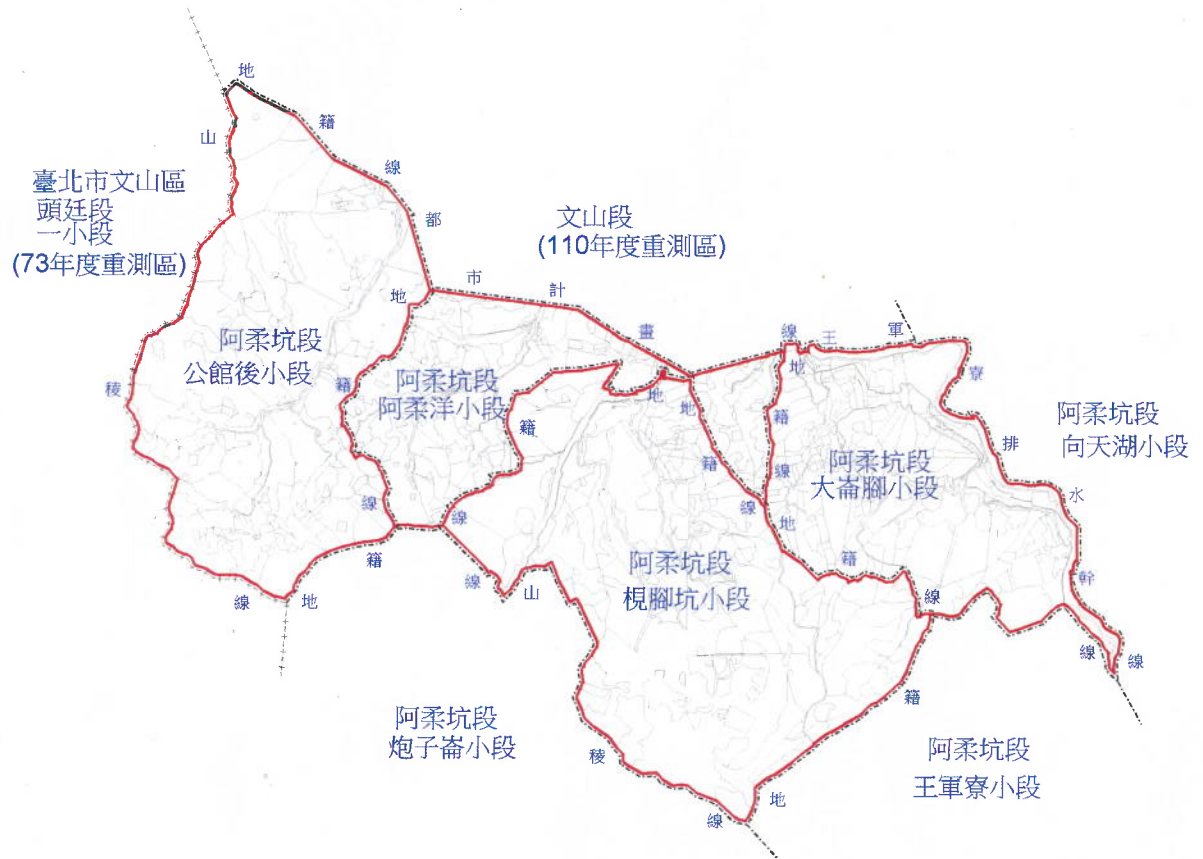 地
籍
線
山
稜
線
臺北市文山區
頭廷段
一小段
(73年度重測區)
都
市
計
畫
線
文山段
(110年度重測區)
王
軍
寮
排
水
幹
線
阿柔坑段
公館後小段
地
籍
線
阿柔坑段
阿柔洋小段
地
籍
線
地
籍
線
地
籍
線
阿柔坑段
大崙腳小段
阿柔坑段
向天湖小段
地
籍
線
線
阿柔坑段
梘腳坑小段
地
籍
線
山
稜
線
地
籍
阿柔坑段
炮子崙小段
阿柔坑段
王軍寮小段